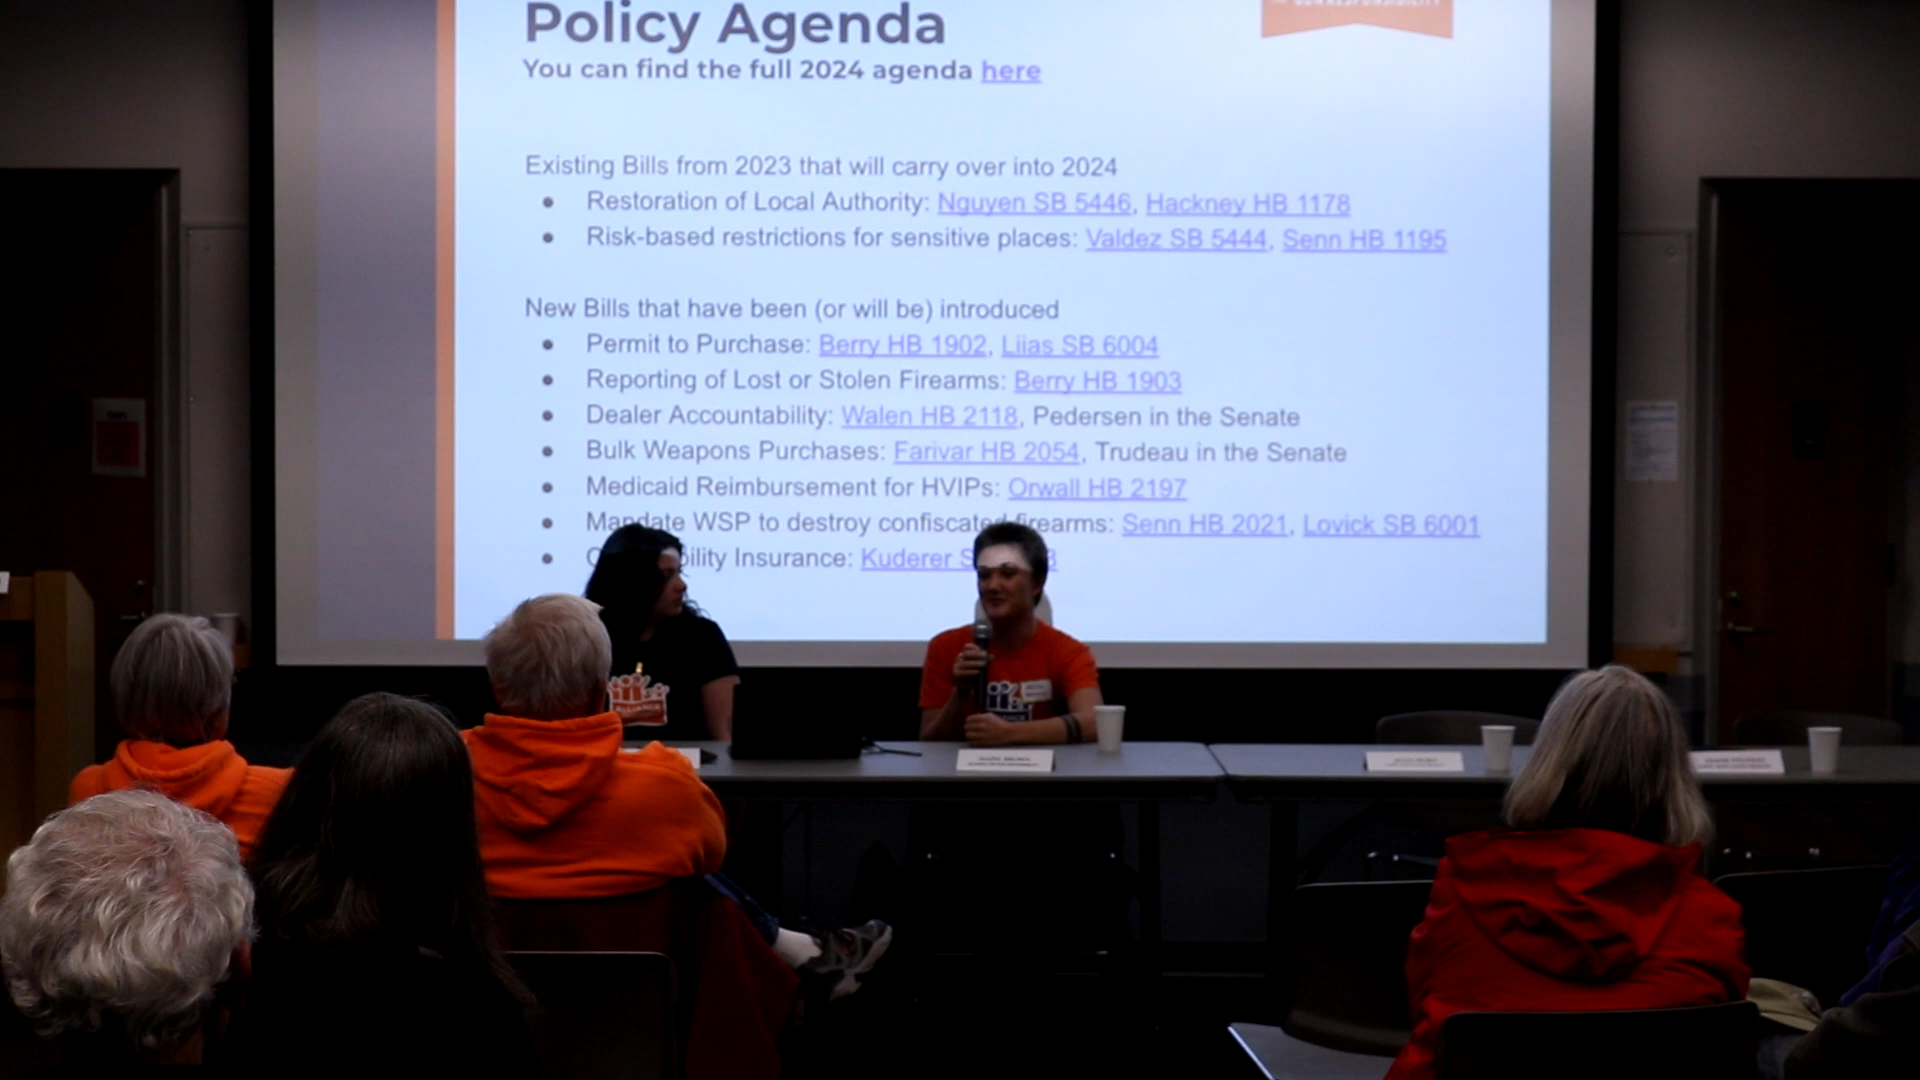 GUN RESPONSIBILITY
Policy Agenda
You can find the full 2024 agenda here
Existing Bills from 2023 that will carry over into 2024
● Restoration of Local Authority: Nguyen SB 5446, Hackney HB 1178
● Risk-based restrictions for sensitive places: Valdez SB 5444, Senn HB 1195
New Bills that have been (or will be) introduced
● Permit to Purchase: Berry HB 1902, Liias SB 6004
● Reporting of Lost or Stolen Firearms: Berry HB 1903
● Dealer Accountability: Walen HB 2118, Pedersen in the Senate
● Bulk Weapons Purchases: Farivar HB 2054, Trudeau in the Senate
● Medicaid Reimbursement for HVIPs: Orwall HB 2197
● Mandate WSP to destroy confiscated firearms: Senn HB 2021, Lovick SB 6001
● Insurance: Kuderer
ALLIANCE